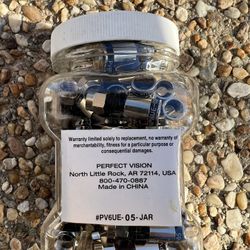 Warranty limited solely to replacement, no warranty of
merchantability, fitness for a particular purpose or
consequential damages.
PERFECT VISION
North Little Rock, AR 72114, USA
800-470-0887
Made in CHINA
#PV6UE-05-JAR